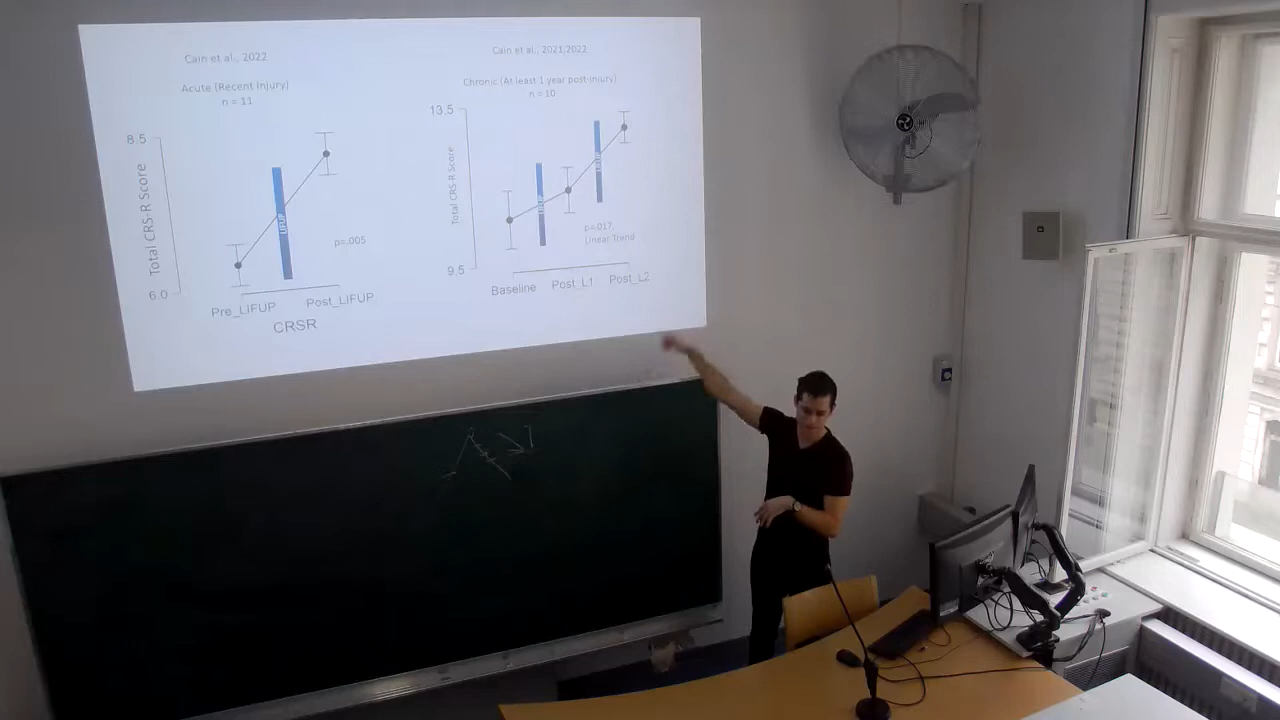 Cain et al., 2022
Acute (Recent Injury)
n = 11
8.5
Total CRS-R Score
6.0
LIFUP
p=.005
Pre_LIFUP
Post_LIFUP
CRSR
Cain et al., 2021,2022
Chronic (At least 1 year post-injury)
n = 10
13.5
Total CRS-R Score
9.5
p=.017,
Linear Trend
Baseline
Post_L1
Post_L2